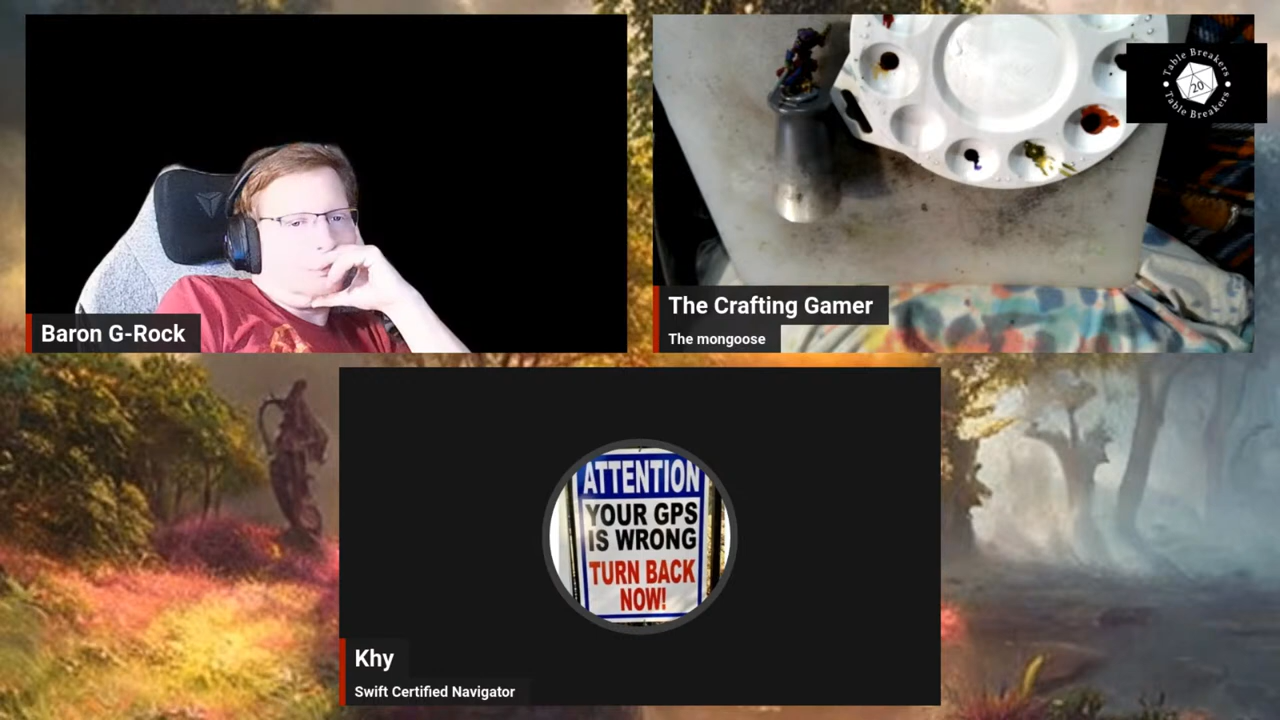 Baron G-Rock
The Crafting Gamer
The mongoose
Table Breakers
20
Table Breakers
ATTENTION
YOUR GPS
IS WRONG
TURN BACK
NOW!
Khy
Swift Certified Navigator